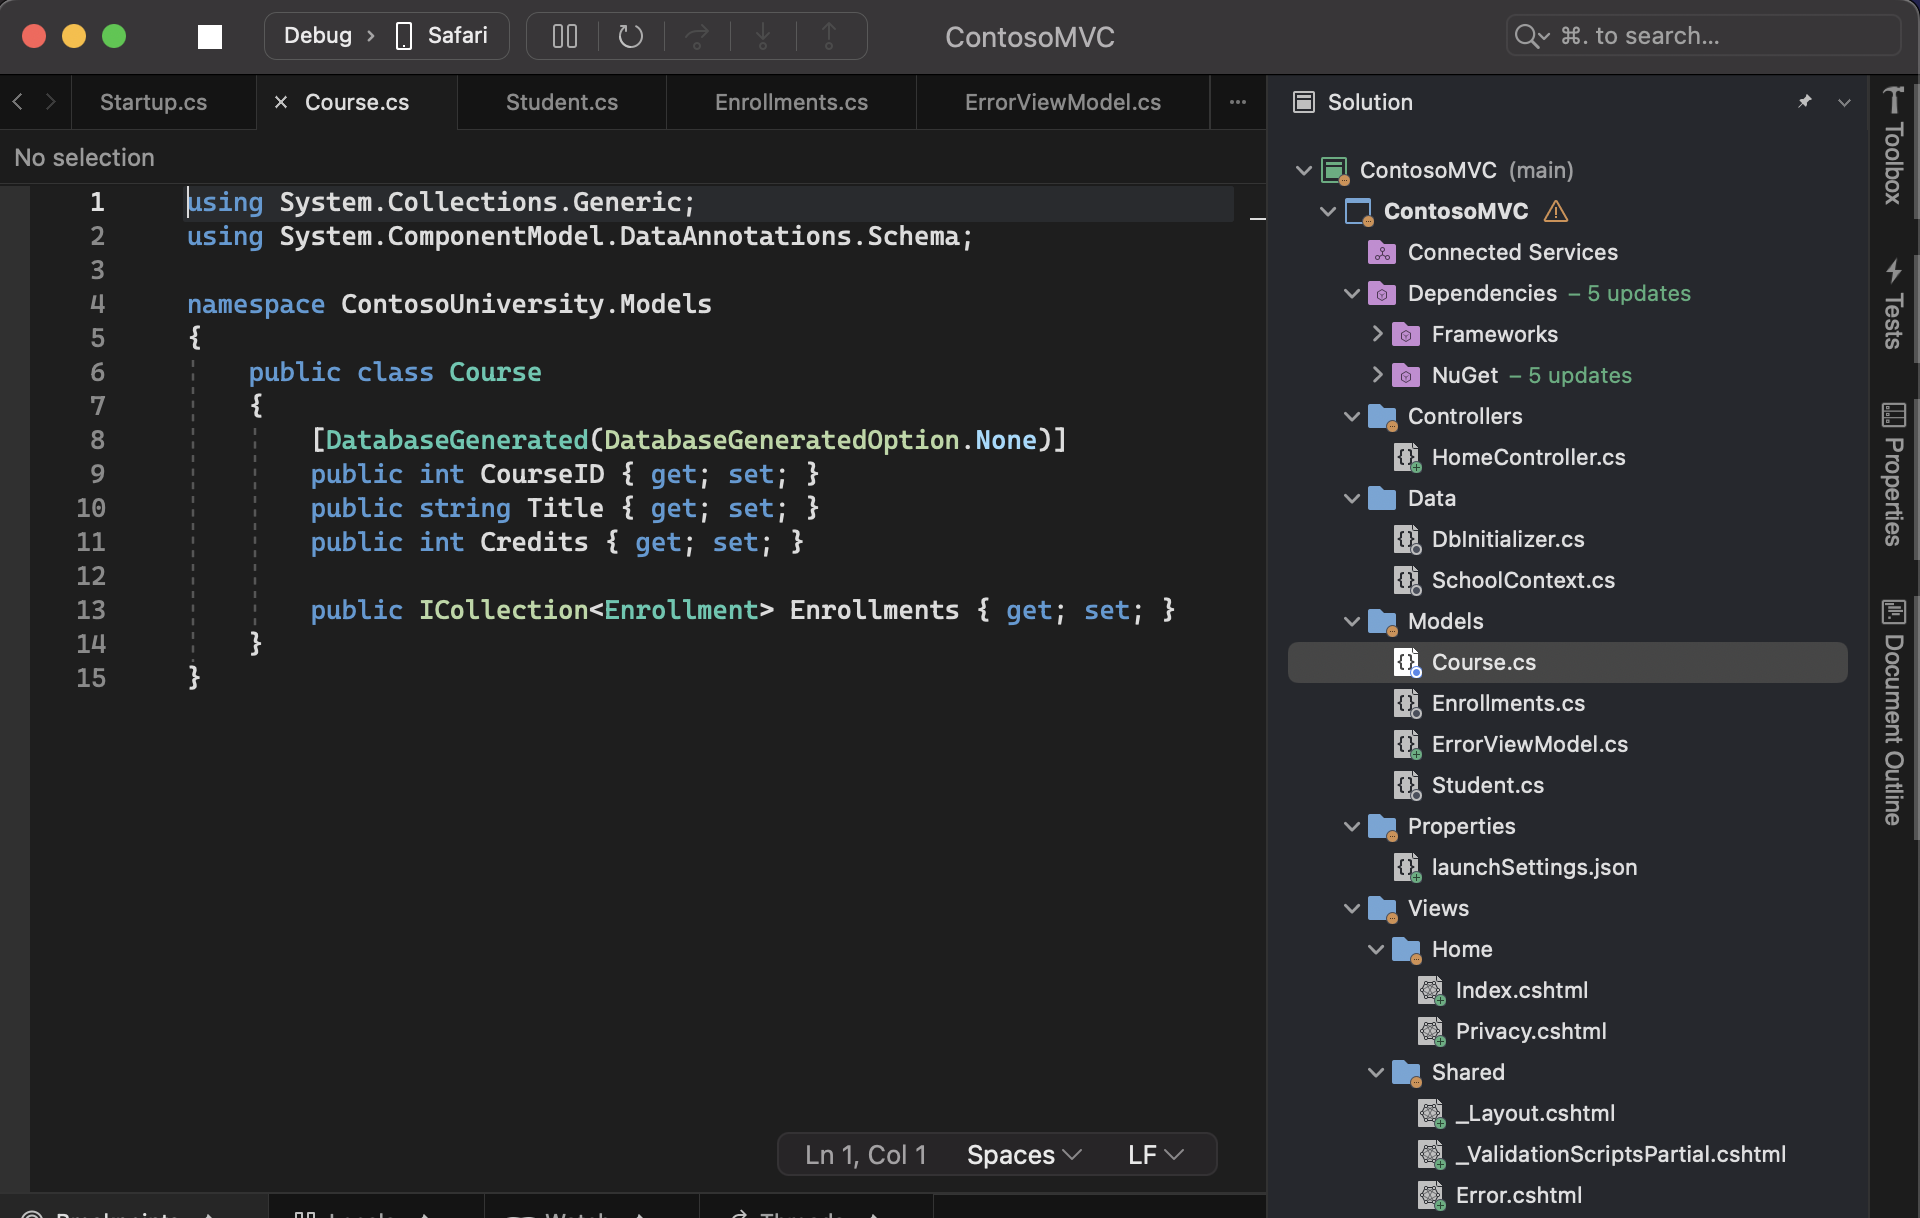 Debug › Safari
ContosoMVC
⌘. to search...
Startup.cs
× Course.cs
Student.cs
Enrollments.cs
ErrorViewModel.cs
...
No selection
1 using System.Collections.Generic;
2 using System.ComponentModel.DataAnnotations.Schema;
3
4 namespace ContosoUniversity.Models
5 {
6     public class Course
7     {
8         [DatabaseGenerated(DatabaseGeneratedOption.None)]
9         public int CourseID { get; set; }
10         public string Title { get; set; }
11         public int Credits { get; set; }
12
13         public ICollection<Enrollment> Enrollments { get; set; }
14     }
15 }
Ln 1, Col 1 Spaces LF
Breakpoints
Locals
Watch
Threads
Solution
ContosoMVC (main)
ContosoMVC
Connected Services
Dependencies – 5 updates
Frameworks
NuGet – 5 updates
Controllers
HomeController.cs
Data
DbInitializer.cs
SchoolContext.cs
Models
Course.cs
Enrollments.cs
ErrorViewModel.cs
Student.cs
Properties
launchSettings.json
Views
Home
Index.cshtml
Privacy.cshtml
Shared
_Layout.cshtml
_ValidationScriptsPartial.cshtml
Error.cshtml
Toolbox
Tests
Properties
Document Outline